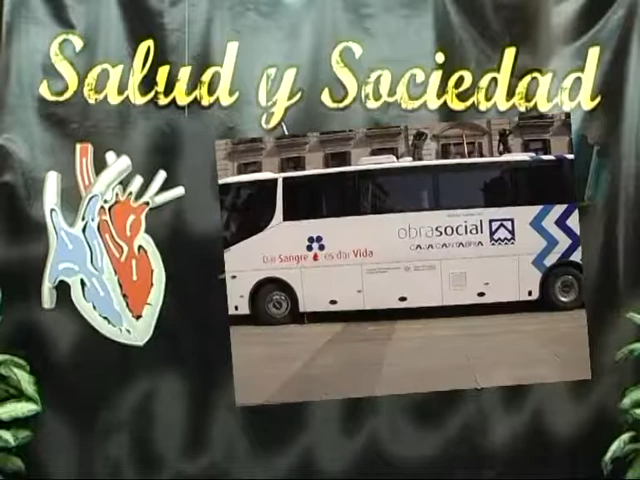 Salud y Sociedad
obrasocial
CAJA CANTABRIA
Dar Sangre es dar Vida